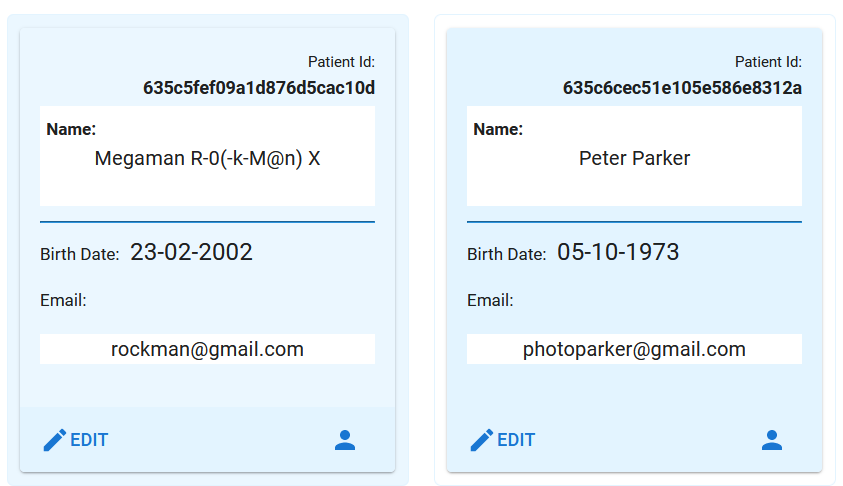 Patient Id:
635c5fef09a1d876d5cac10d
Name:
Megaman R-0(-k-M@n) X
Birth Date: 23-02-2002
Email:
rockman@gmail.com
EDIT
Patient Id:
635c6cec51e105e586e8312a
Name:
Peter Parker
Birth Date: 05-10-1973
Email:
photoparker@gmail.com
EDIT